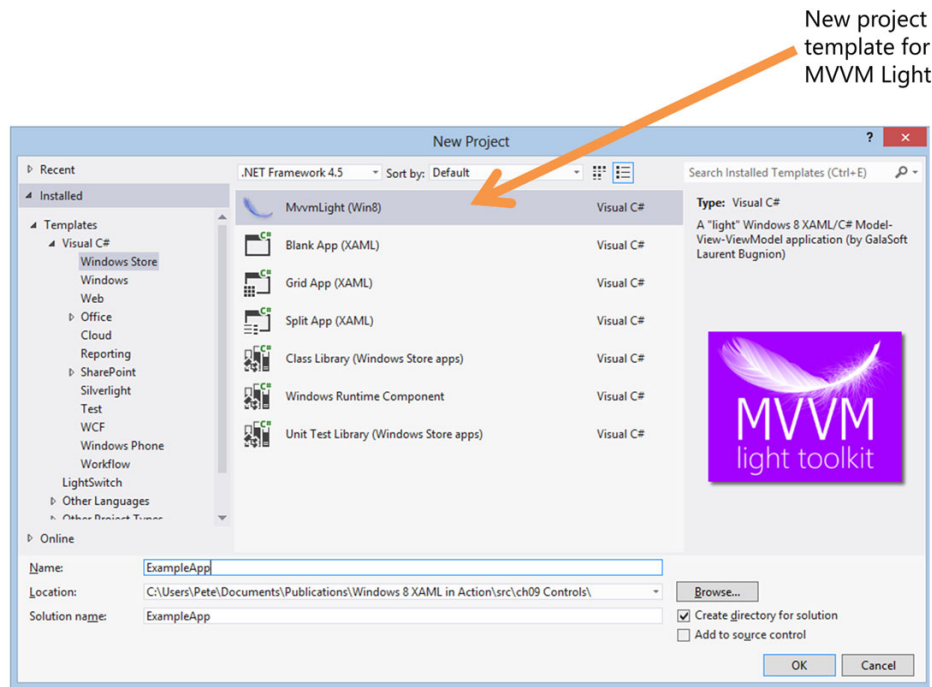 New project
template for
MVVM Light
New Project
?
×
Recent
Installed
Templates
Visual C#
Windows Store
Windows
Web
Office
Cloud
Reporting
SharePoint
Silverlight
Test
WCF
Windows Phone
Workflow
LightSwitch
Other Languages
Other Project Types
Online
.NET Framework 4.5
Sort by: Default
MvvmLight (Win8) Visual C#
Blank App (XAML) Visual C#
Grid App (XAML) Visual C#
Split App (XAML) Visual C#
Class Library (Windows Store apps) Visual C#
Windows Runtime Component Visual C#
Unit Test Library (Windows Store apps) Visual C#
Search Installed Templates (Ctrl+E)
Type: Visual C#
A "light" Windows 8 XAML/C# Model-
View-ViewModel application (by GalaSoft
Laurent Bugnion)
MVVM
light toolkit
Name: ExampleApp
Location: C:\Users\Pete\Documents\Publications\Windows 8 XAML in Action\src\ch09 Controls\
Browse...
Solution name: ExampleApp
Create directory for solution
Add to source control
OK
Cancel